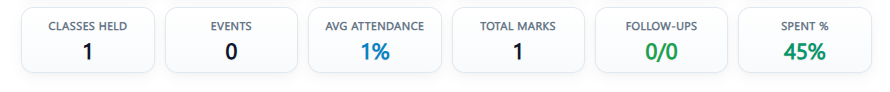 CLASSES HELD
1
EVENTS
0
AVG ATTENDANCE
1%
TOTAL MARKS
1
FOLLOW-UPS
0/0
SPENT %
45%